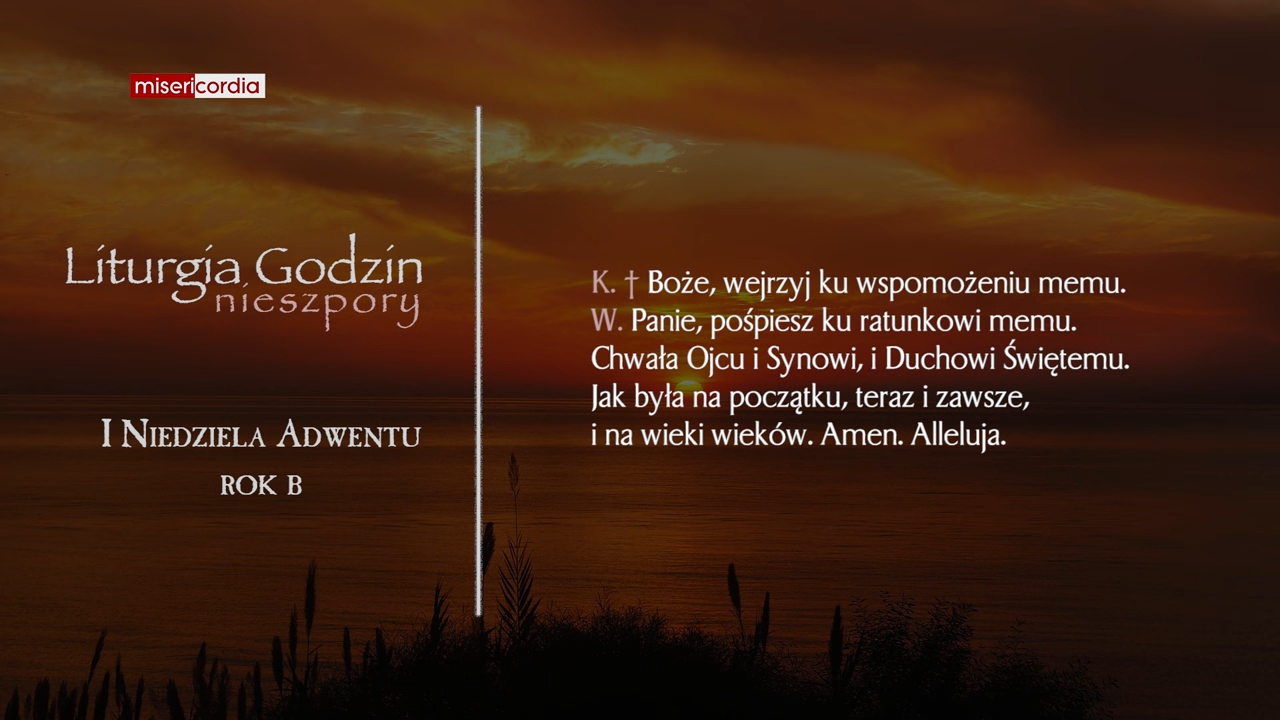 misericordia
Liturgia Godzin
nieszpory
I Niedziela Adwentu
ROK B
K. † Boże, wejrzyj ku wspomożeniu memu.
W. Panie, pośpiesz ku ratunkowi memu.
Chwała Ojcu i Synowi, i Duchowi Świętemu.
Jak była na początku, teraz i zawsze,
i na wieki wieków. Amen. Alleluja.